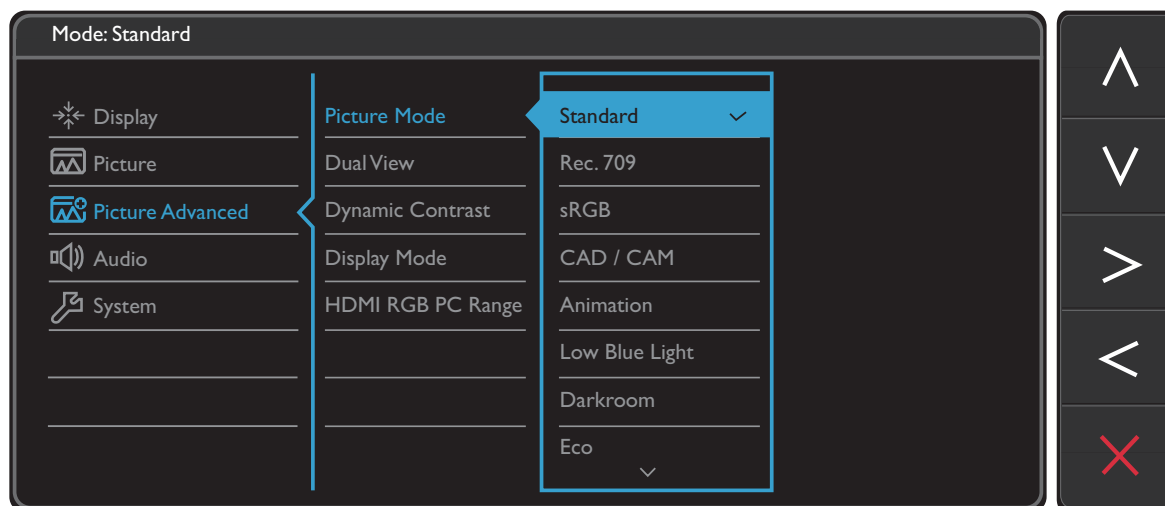 Mode: Standard
Display
Picture
Picture Advanced
Audio
System
Picture Mode
Dual View
Dynamic Contrast
Display Mode
HDMI RGB PC Range
Standard
Rec. 709
sRGB
CAD / CAM
Animation
Low Blue Light
Darkroom
Eco